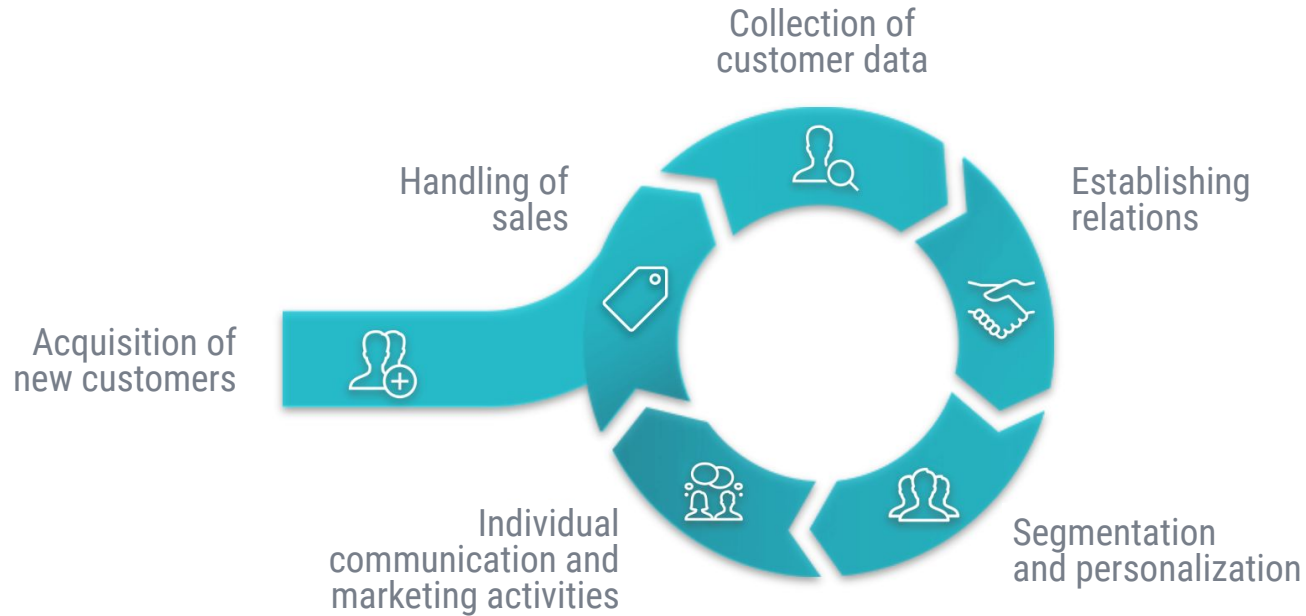 Collection of
customer data
Handling of
sales
Establishing
relations
Acquisition of
new customers
Individual
communication and
marketing activities
Segmentation
and personalization